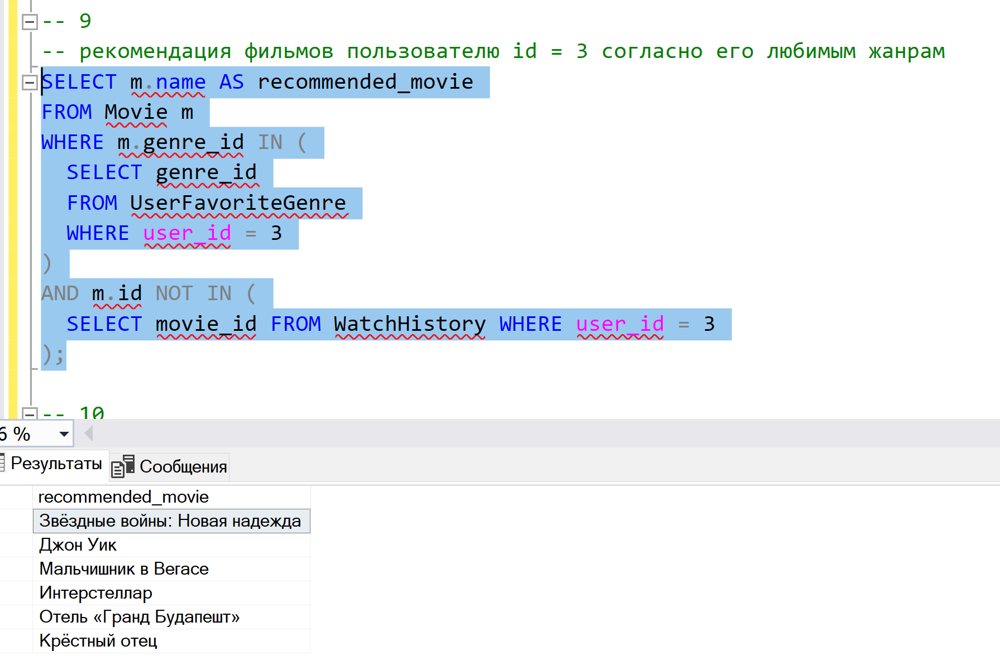 -- 9
-- рекомендация фильмов пользователю id = 3 согласно его любимым жанрам
SELECT m.name AS recommended_movie
FROM Movie m
WHERE m.genre_id IN (
SELECT genre_id
FROM UserFavoriteGenre
WHERE user_id = 3
)
AND m.id NOT IN (
SELECT movie_id FROM WatchHistory WHERE user_id = 3
);
-- 10
6 %
Результаты Сообщения
recommended_movie
Звёздные войны: Новая надежда
Джон Уик
Мальчишник в Вегасе
Интерстеллар
Отель «Гранд Будапешт»
Крёстный отец